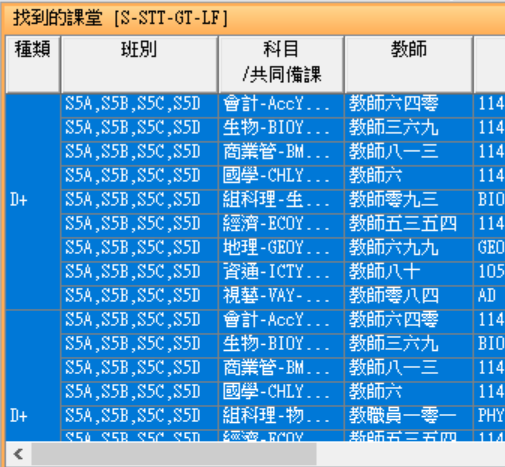 找到的課堂 [S-STT-GT-LF]
種類 班別 科目 教師
/共同備課
S5A,S5B,S5C,S5D 會計-AccY... 教師六四零 114
S5A,S5B,S5C,S5D 生物-BIOY... 教師三六九 114
S5A,S5B,S5C,S5D 商業管-BM... 教師八一三 114
S5A,S5B,S5C,S5D 國學-CHLY... 教師六 114
D+ S5A,S5B,S5C,S5D 組科理-生... 教師零九三 BIO
S5A,S5B,S5C,S5D 經濟-ECOY... 教師五三五四 114
S5A,S5B,S5C,S5D 地理-GEOY... 教師六九九 GEO
S5A,S5B,S5C,S5D 資通-ICTY... 教師八十 105
S5A,S5B,S5C,S5D 視藝-VAY-... 教師零八四 AD
S5A,S5B,S5C,S5D 會計-AccY... 教師六四零 114
S5A,S5B,S5C,S5D 生物-BIOY... 教師三六九 BIO
S5A,S5B,S5C,S5D 商業管-BM... 教師八一三 114
S5A,S5B,S5C,S5D 國學-CHLY... 教師六 114
D+ S5A,S5B,S5C,S5D 組科理-物... 教職員一零一 PHY
S5A,S5B,S5C,S5D 經濟-ECOY... 教師五三五四 114